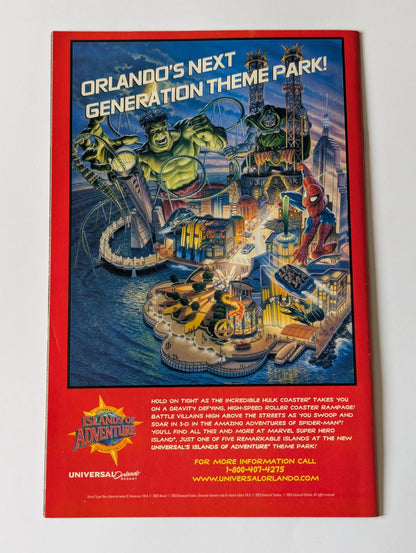 ORLANDO'S NEXT
GENERATION THEME PARK!
HOLD ON TIGHT AS THE INCREDIBLE HULK COASTER® TAKES YOU
ON A GRAVITY DEFYING, HIGH-SPEED ROLLER COASTER RAMPAGE!
BATTLE VILLAINS HIGH ABOVE THE STREETS AS YOU SWOOP AND
SOAR IN 3-D IN THE AMAZING ADVENTURES OF SPIDER-MAN®!
YOU'LL FIND ALL THIS AND MORE AT MARVEL SUPER HERO
ISLAND®, JUST ONE OF FIVE REMARKABLE ISLANDS AT THE NEW
UNIVERSAL'S ISLANDS OF ADVENTURE® THEME PARK!
ISLANDS OF
ADVENTURE
UNIVERSAL Orlando
RESORT
FOR MORE INFORMATION CALL
1-800-407-4275
WWW.UNIVERSALORLANDO.COM